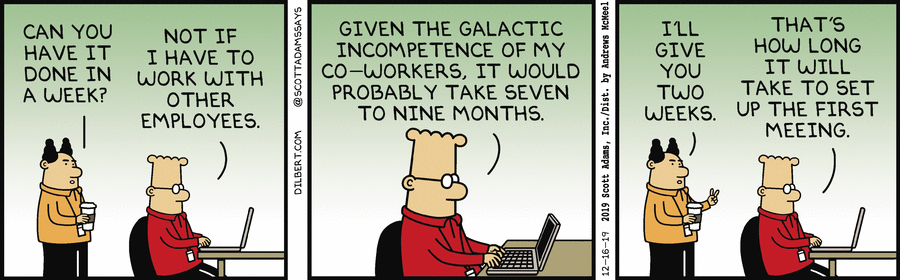 CAN YOU
HAVE IT
DONE IN
A WEEK?
NOT IF
I HAVE TO
WORK WITH
OTHER
EMPLOYEES.
DILBERT.COM @SCOTTADAMSSAYS
GIVEN THE GALACTIC
INCOMPETENCE OF MY
CO-WORKERS, IT WOULD
PROBABLY TAKE SEVEN
TO NINE MONTHS.
12-16-19 2019 Scott Adams, Inc./Dist. by Andrews McMeel
I'LL
GIVE
YOU
TWO
WEEKS.
THAT'S
HOW LONG
IT WILL
TAKE TO SET
UP THE FIRST
MEEING.